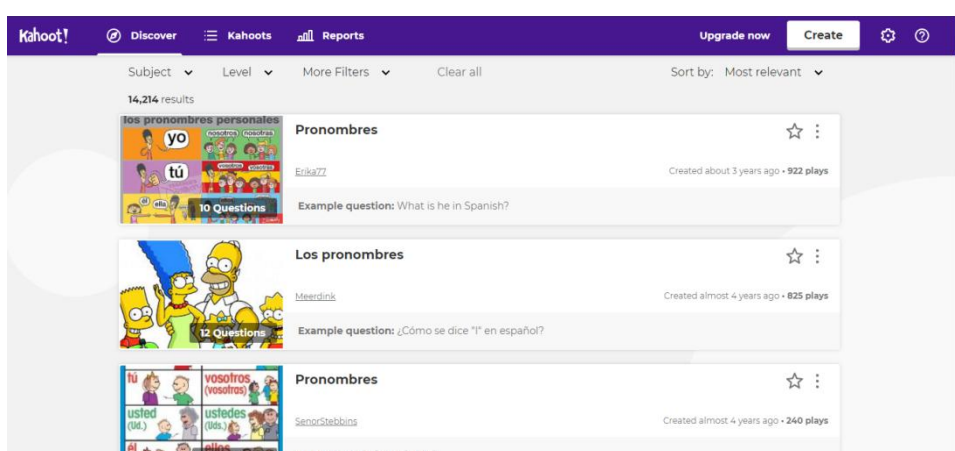 Kahoot! Discover Kahoots Reports Upgrade now Create
Subject Level More Filters Clear all Sort by: Most relevant
14,214 results
los pronombres personales
yo
nosotros nosotras
tú
él ella
10 Questions
Pronombres
Erika77
Created about 3 years ago • 922 plays
Example question: What is he in Spanish?
12 Questions
Los pronombres
Meerdink
Created almost 4 years ago • 825 plays
Example question: ¿Cómo se dice "I" en español?
tú
vosotros
(vosotras)
usted
(Ud.)
ustedes
(Uds.)
él
ellos
Pronombres
SenorStebbins
Created almost 4 years ago • 240 plays